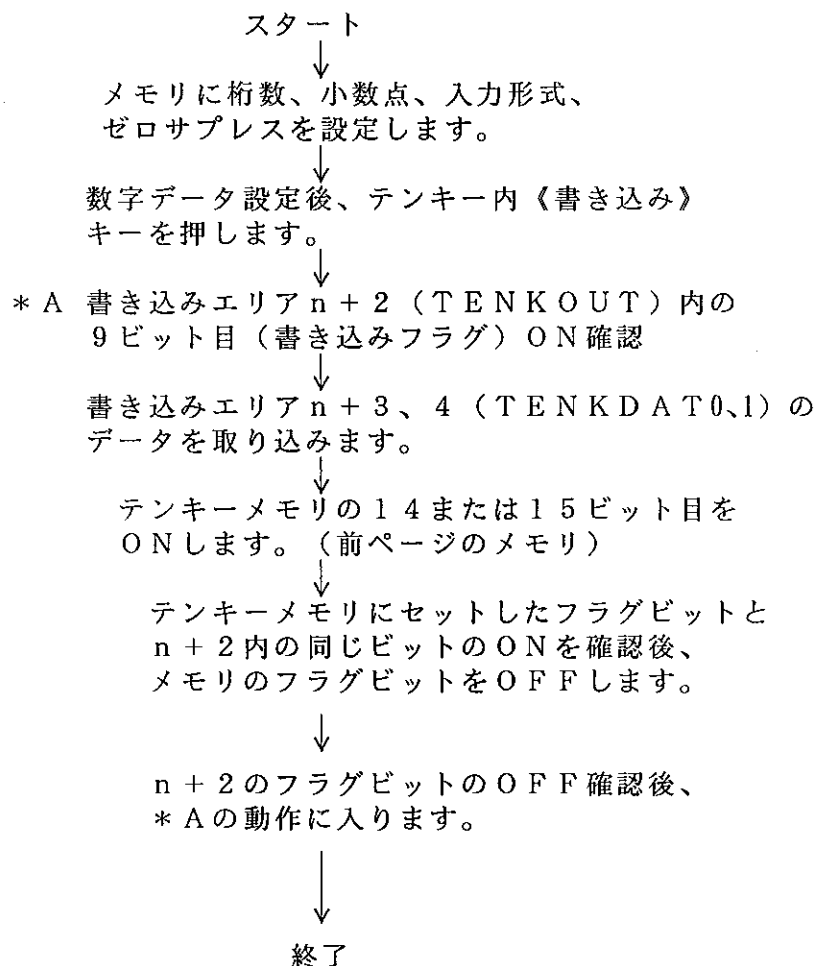 スタート
メモリに桁数、小数点、入力形式、
ゼロサプレスを設定します。
数字データ設定後、テンキー内《書き込み》
キーを押します。
*A 書き込みエリアn+2(TENKOUT)内の
9ビット目(書き込みフラグ)ON確認
書き込みエリアn+3、4(TENKDAT0、1)の
データを取り込みます。
テンキーメモリの14または15ビット目を
ONします。(前ページのメモリ)
テンキーメモリにセットしたフラグビットと
n+2内の同じビットのONを確認後、
メモリのフラグビットをOFFします。
n+2のフラグビットのOFF確認後、
*Aの動作に入ります。
終了